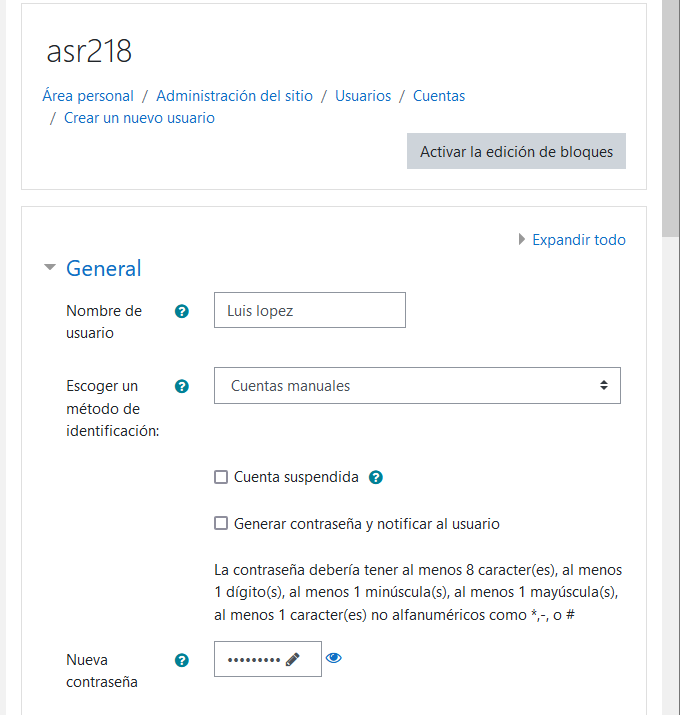 asr218
Área personal / Administración del sitio / Usuarios / Cuentas
/ Crear un nuevo usuario
Activar la edición de bloques
Expandir todo
General
Nombre de
usuario
Luis lopez
Escoger un
método de
identificación:
Cuentas manuales
Cuenta suspendida
Generar contraseña y notificar al usuario
La contraseña debería tener al menos 8 caracter(es), al menos
1 dígito(s), al menos 1 minúscula(s), al menos 1 mayúscula(s),
al menos 1 caracter(es) no alfanuméricos como *,-, o #
Nueva
contraseña
•••••••••